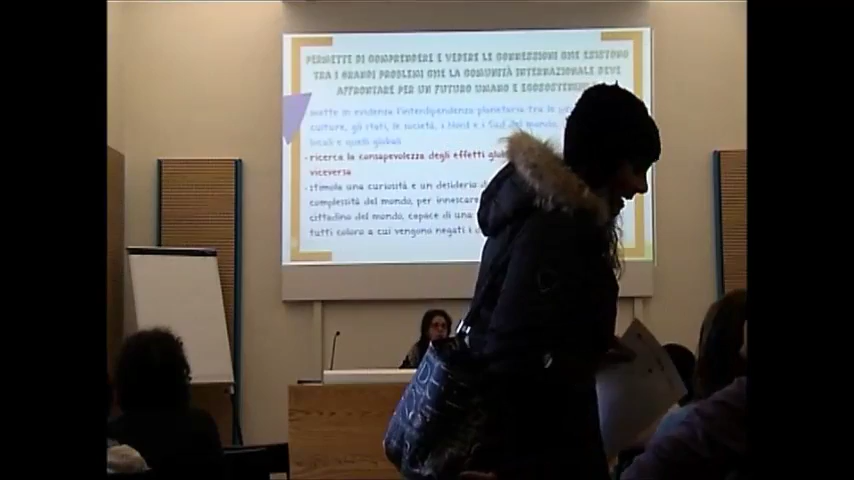 PERMETTE DI COMPRENDERE E VEDERE LE CONNESSIONI CHE ESISTONO
TRA I GRANDI PROBLEMI CHE LA COMUNITÀ INTERNAZIONALE DEVE
AFFRONTARE PER UN FUTURO UMANO E
mette in evidenza l'interdipendenza planetaria tra le
culture, gli stati, le società, i Nord e i Sud del mondo,
locali e quelli globali
- ricerca la consapevolezza degli effetti
viceversa
- stimola una curiosità e un desiderio
complessità del mondo, per innescare
cittadino del mondo, capace di una
tutti coloro a cui vengono negati i